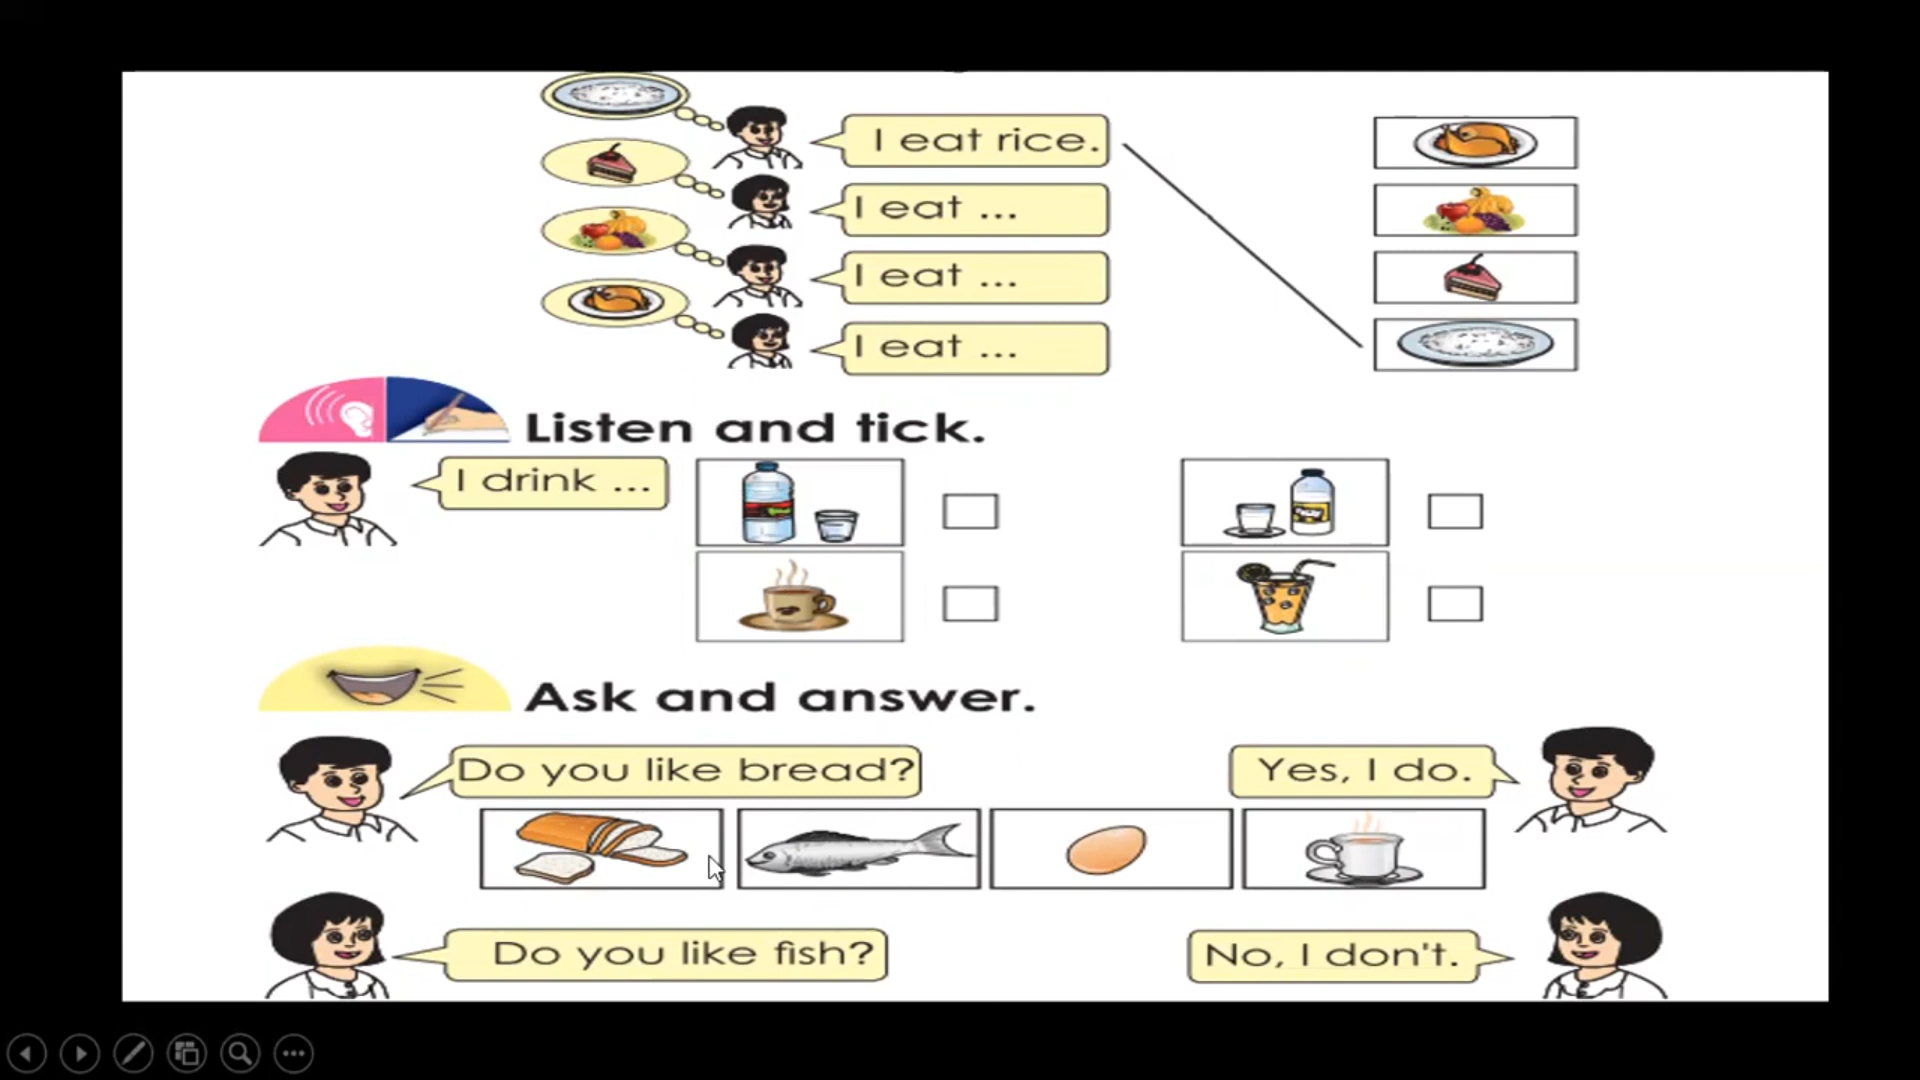 I eat rice.
I eat ...
I eat ...
I eat ...
Listen and tick.
I drink ...
Ask and answer.
Do you like bread?
Yes, I do.
Do you like fish?
No, I don't.